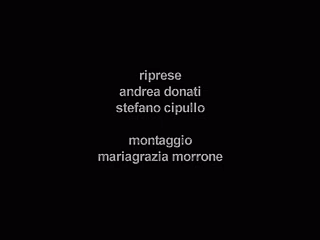 riprese
andrea donati
stefano cipullo
montaggio
mariagrazia morrone